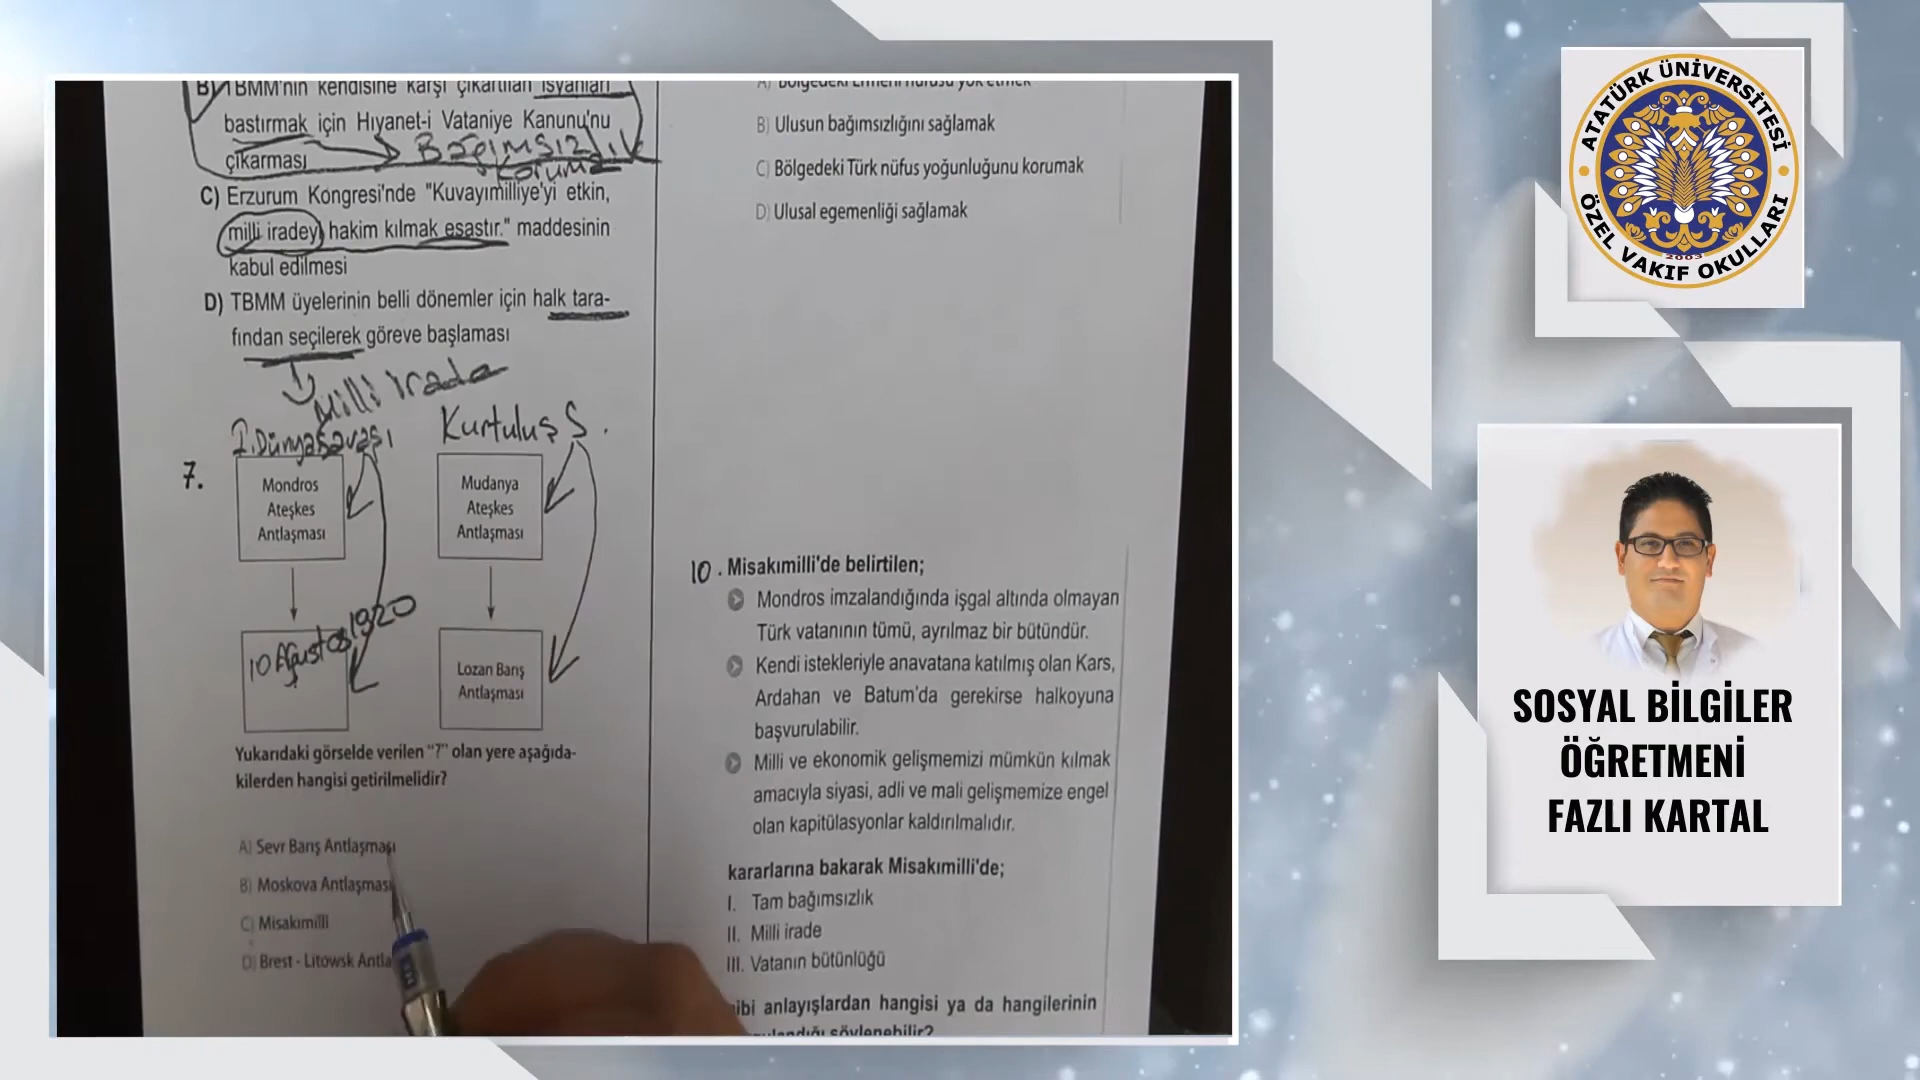 B) TBMM'nin kendisine karşı çıkartılan isyanları
bastırmak için Hıyanet-i Vataniye Kanunu'nu
çıkarması
Bağımsızlık
koruma
C) Erzurum Kongresi'nde "Kuvayımilliye'yi etkin,
milli iradeyi hakim kılmak esastır." maddesinin
kabul edilmesi
D) TBMM üyelerinin belli dönemler için halk tara-
fından seçilerek göreve başlaması
Milli irade
I. Dünya Savaşı
Kurtuluş S.
7.
Mondros
Ateşkes
Antlaşması
Mudanya
Ateşkes
Antlaşması
10 Ağustos 1920
Lozan Barış
Antlaşması
Yukarıdaki görselde verilen "?" olan yere aşağıda-
kilerden hangisi getirilmelidir?
A) Sevr Barış Antlaşması
B) Moskova Antlaşması
C) Misakımilli
D) Brest - Litowsk Antla
A) Bölgedeki Ermeni nüfusu yok etmek
B) Ulusun bağımsızlığını sağlamak
C) Bölgedeki Türk nüfus yoğunluğunu korumak
D) Ulusal egemenliği sağlamak
10. Misakımilli'de belirtilen;
Mondros imzalandığında işgal altında olmayan
Türk vatanının tümü, ayrılmaz bir bütündür.
Kendi istekleriyle anavatana katılmış olan Kars,
Ardahan ve Batum'da gerekirse halkoyuna
başvurulabilir.
Milli ve ekonomik gelişmemizi mümkün kılmak
amacıyla siyasi, adli ve mali gelişmemize engel
olan kapitülasyonlar kaldırılmalıdır.
kararlarına bakarak Misakımilli'de;
I. Tam bağımsızlık
II. Milli irade
III. Vatanın bütünlüğü
ibi anlayışlardan hangisi ya da hangilerinin
söylenebilir?
ATATÜRK ÜNİVERSİTESİ
ÖZEL VAKIF OKULLARI
2003
SOSYAL BİLGİLER
ÖĞRETMENİ
FAZLI KARTAL